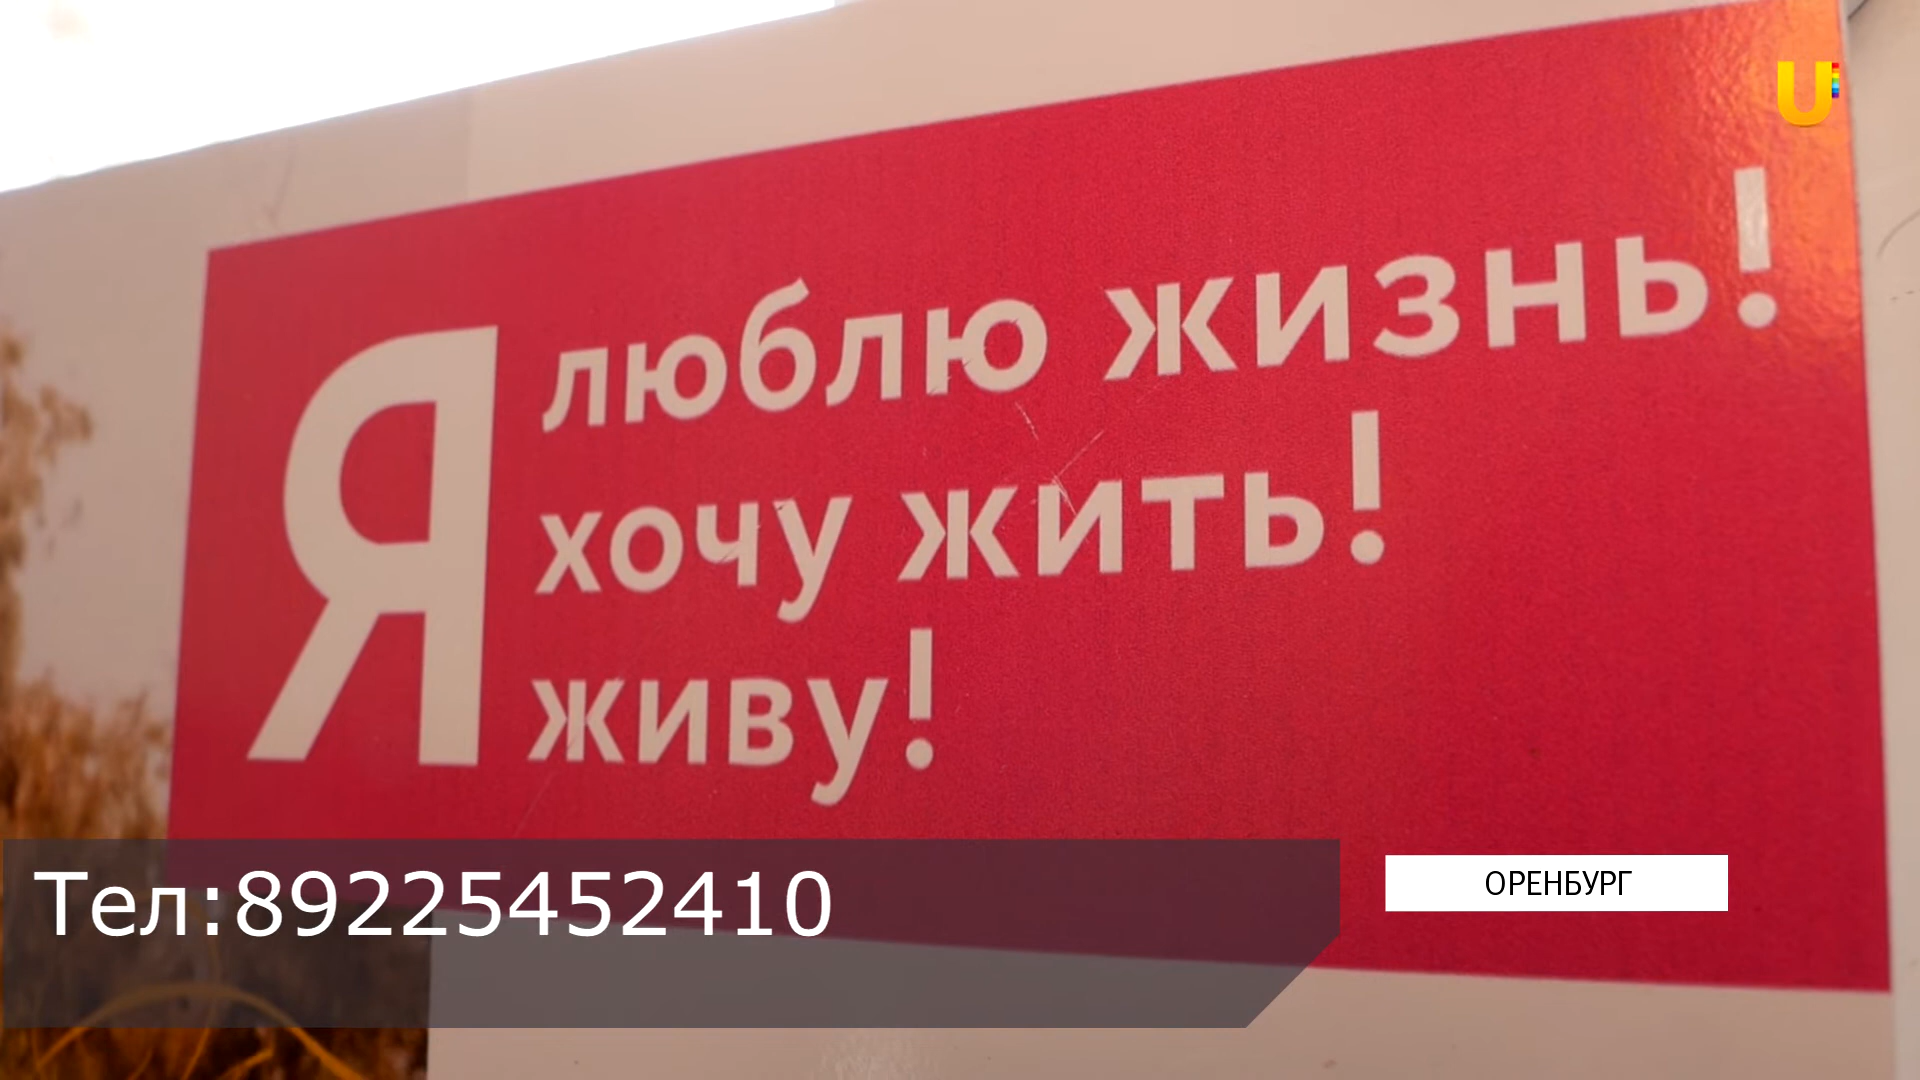 U
Я люблю жизнь!
хочу жить!
живу!
Тел:89225452410
ОРЕНБУРГ